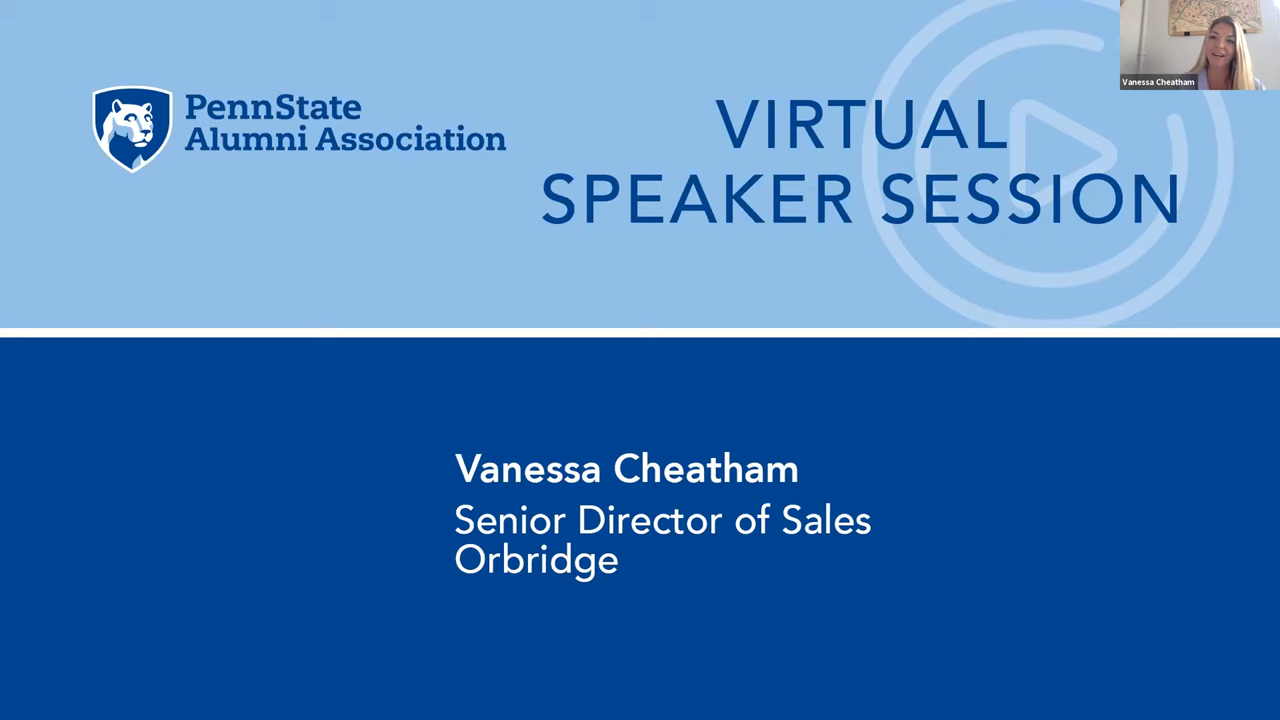 PennState
Alumni Association
VIRTUAL
SPEAKER SESSION
Vanessa Cheatham
Vanessa Cheatham
Senior Director of Sales
Orbridge